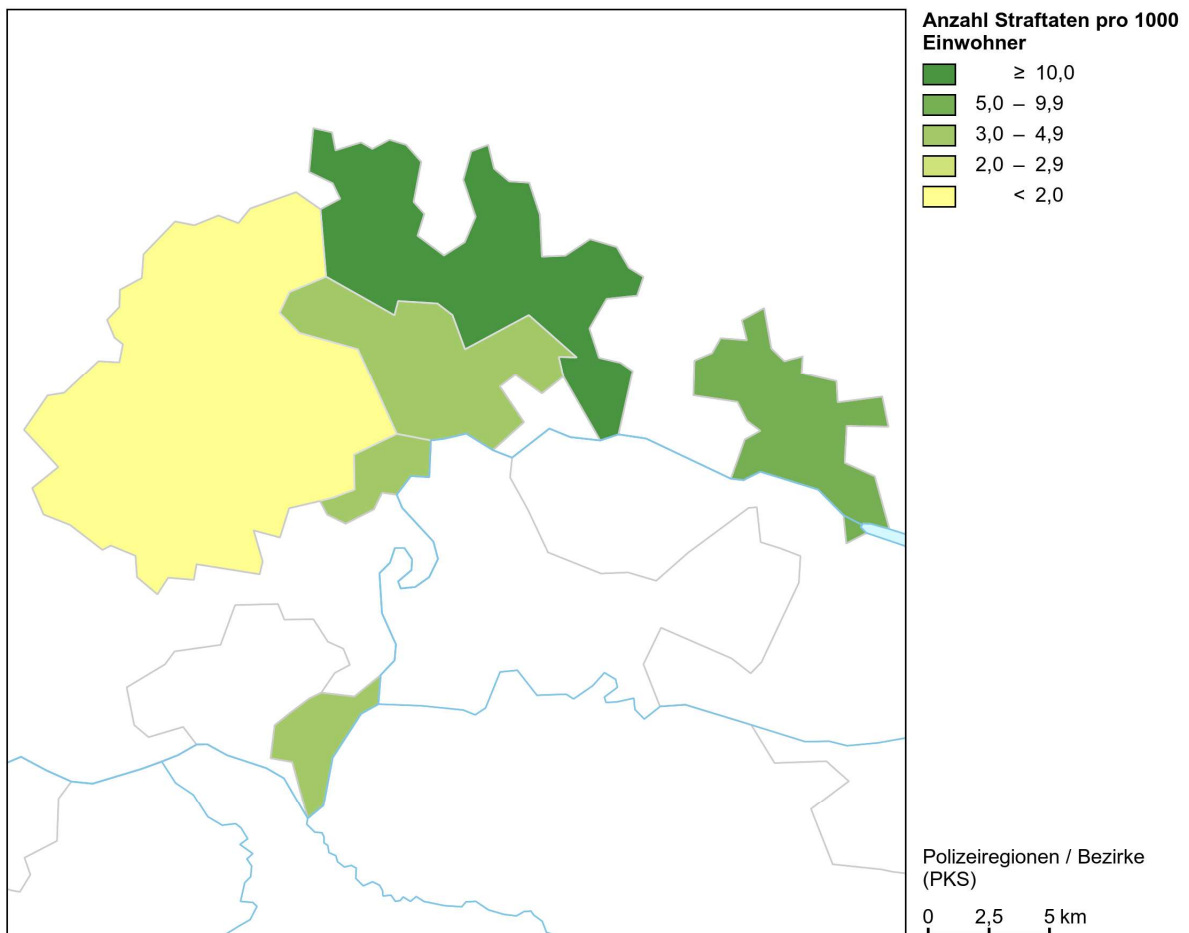 Anzahl Straftaten pro 1000
Einwohner
≥ 10,0
5,0 – 9,9
3,0 – 4,9
2,0 – 2,9
< 2,0
Polizeiregionen / Bezirke
(PKS)
0 2,5 5 km